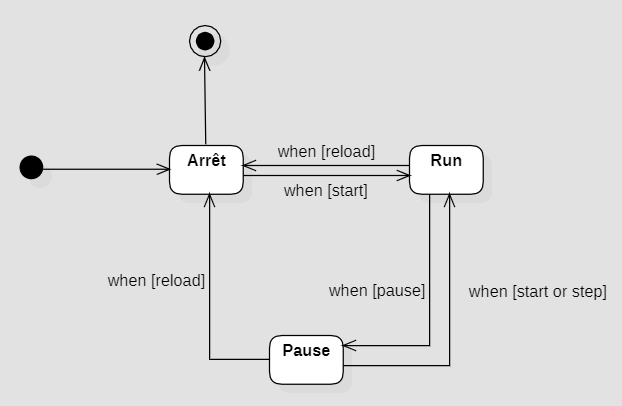 when [reload]
Arrêt
Run
when [start]
when [reload]
when [pause]
when [start or step]
Pause